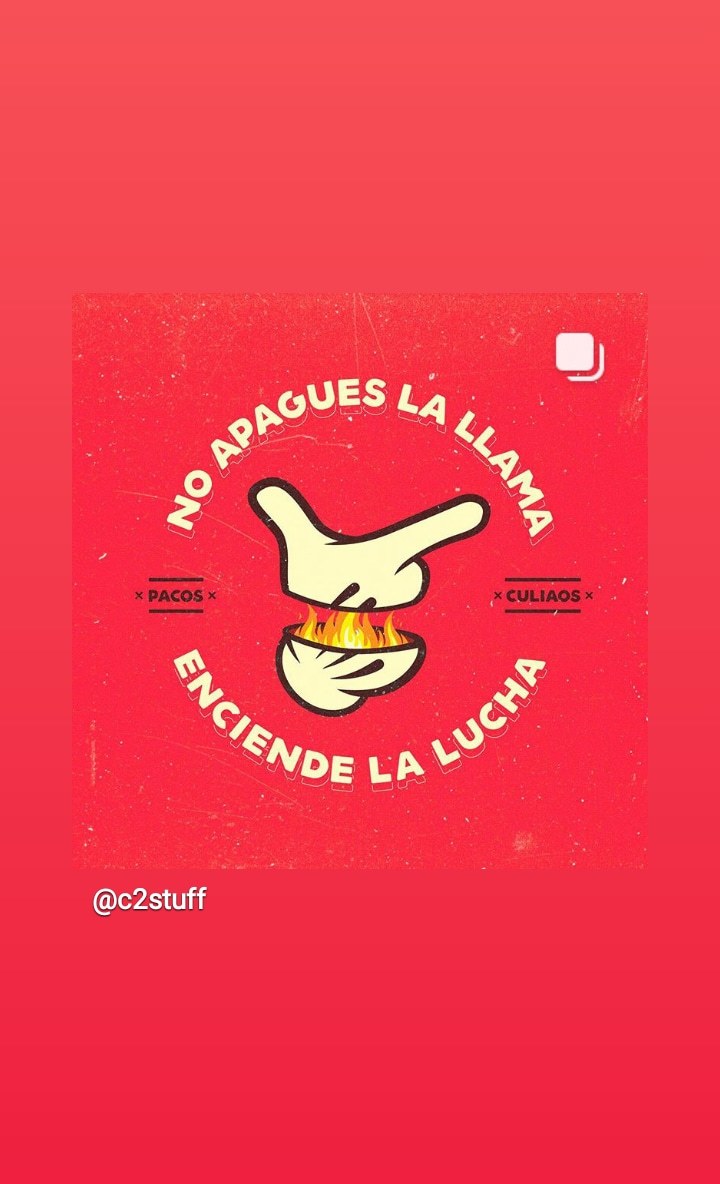 NO APAGUES LA LLAMA
× PACOS ×
× CULIAOS ×
ENCIENDE LA LUCHA
@c2stuff